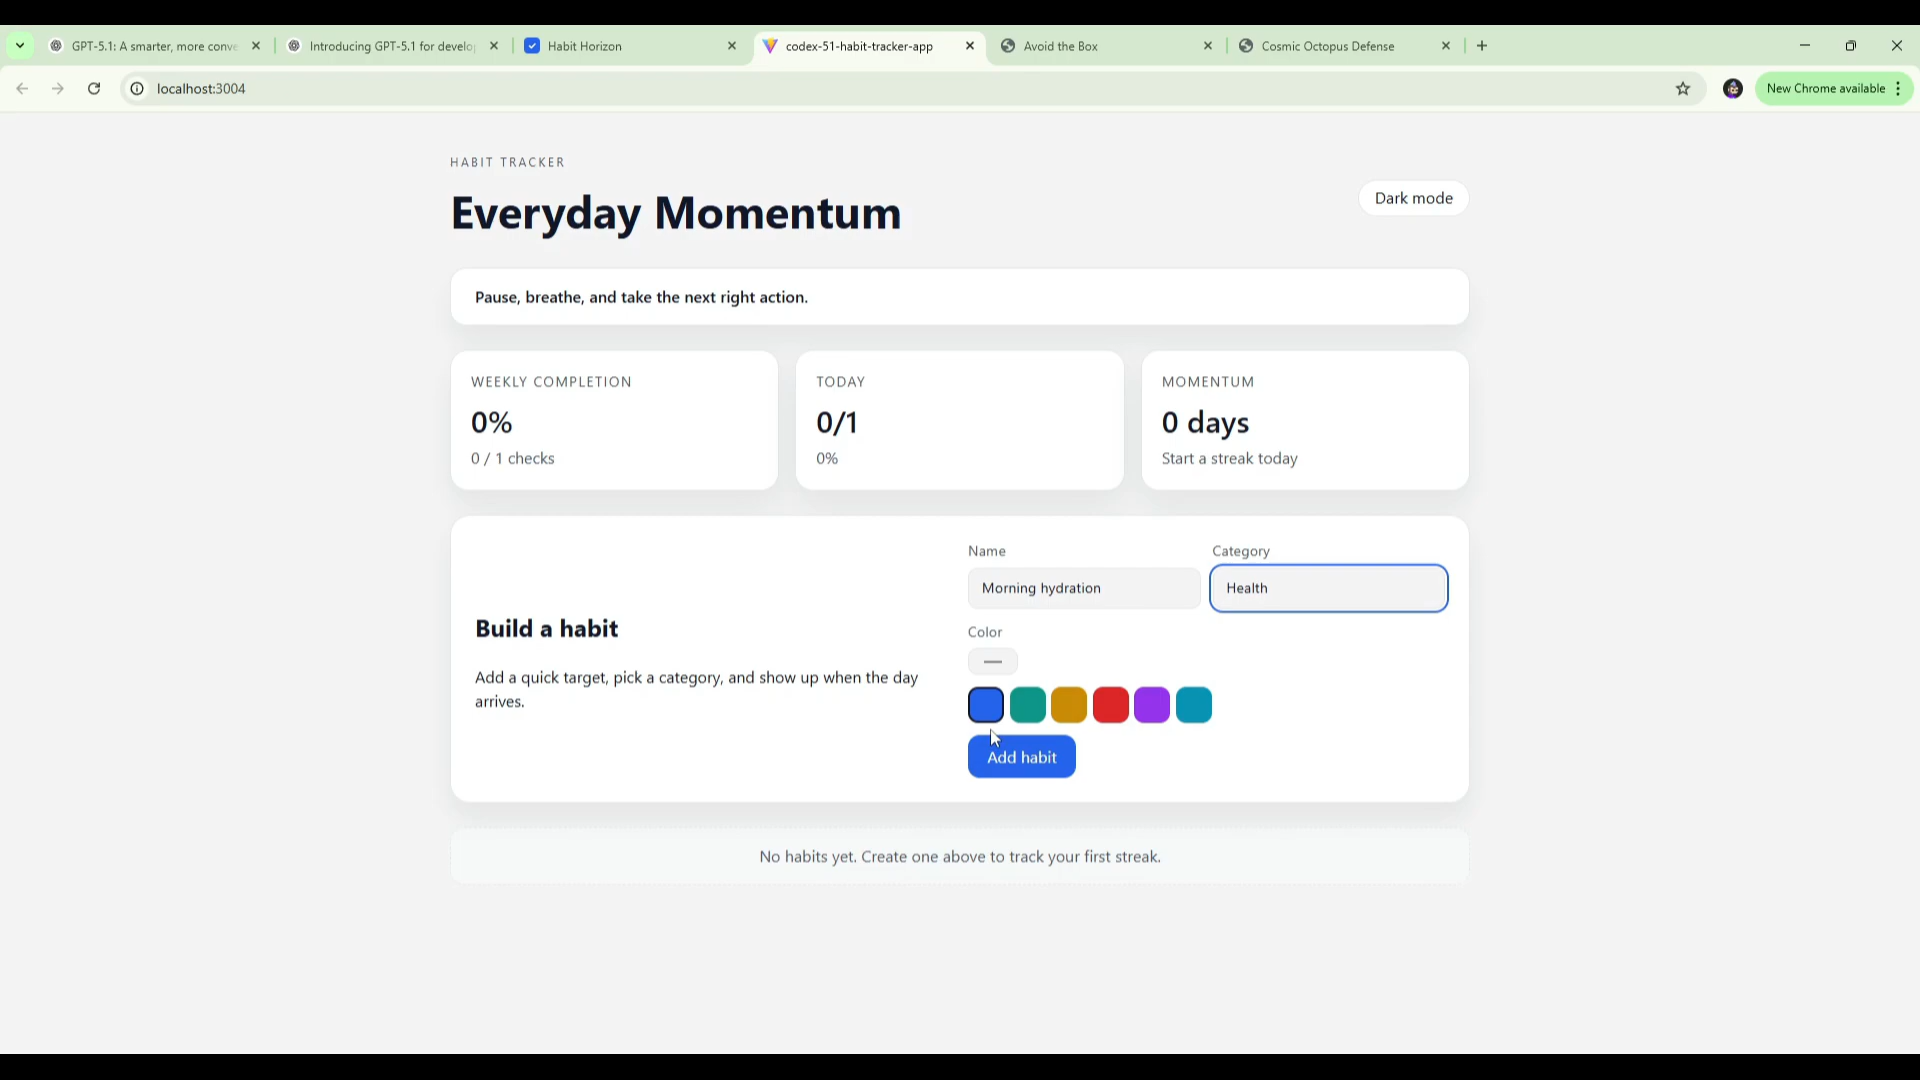 GPT-5.1: A smarter, more conve
Introducing GPT-5.1 for develo
Habit Horizon
codex-51-habit-tracker-app
Avoid the Box
Cosmic Octopus Defense
localhost:3004
New Chrome available
HABIT TRACKER
Everyday Momentum
Dark mode
Pause, breathe, and take the next right action.
WEEKLY COMPLETION
0%
0 / 1 checks
TODAY
0/1
0%
MOMENTUM
0 days
Start a streak today
Build a habit
Add a quick target, pick a category, and show up when the day
arrives.
Name
Morning hydration
Category
Health
Color
Add habit
No habits yet. Create one above to track your first streak.